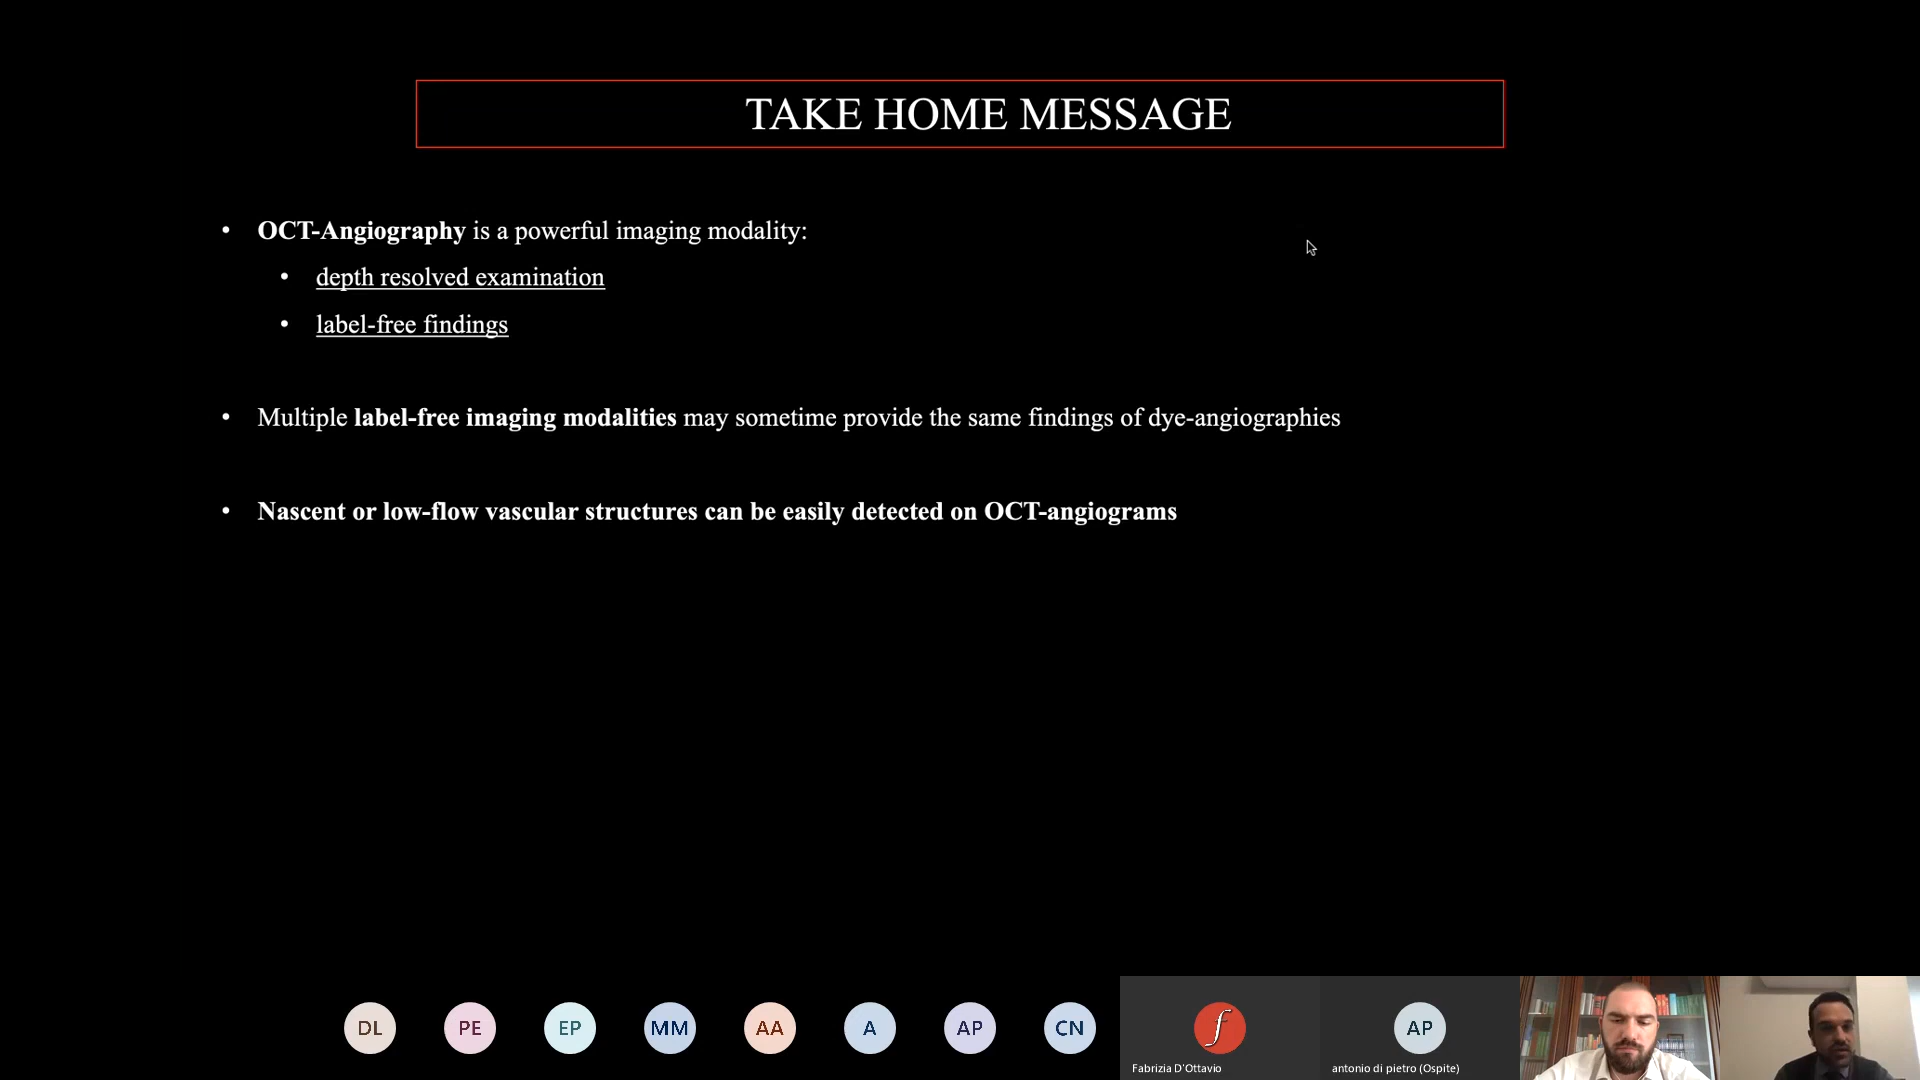 TAKE HOME MESSAGE
• OCT-Angiography is a powerful imaging modality:
• depth resolved examination
• label-free findings
• Multiple label-free imaging modalities may sometime provide the same findings of dye-angiographies
• Nascent or low-flow vascular structures can be easily detected on OCT-angiograms
DL PE EP MM AA A AP CN f AP
Fabrizia D'Ottavio antonio di pietro (Ospite)